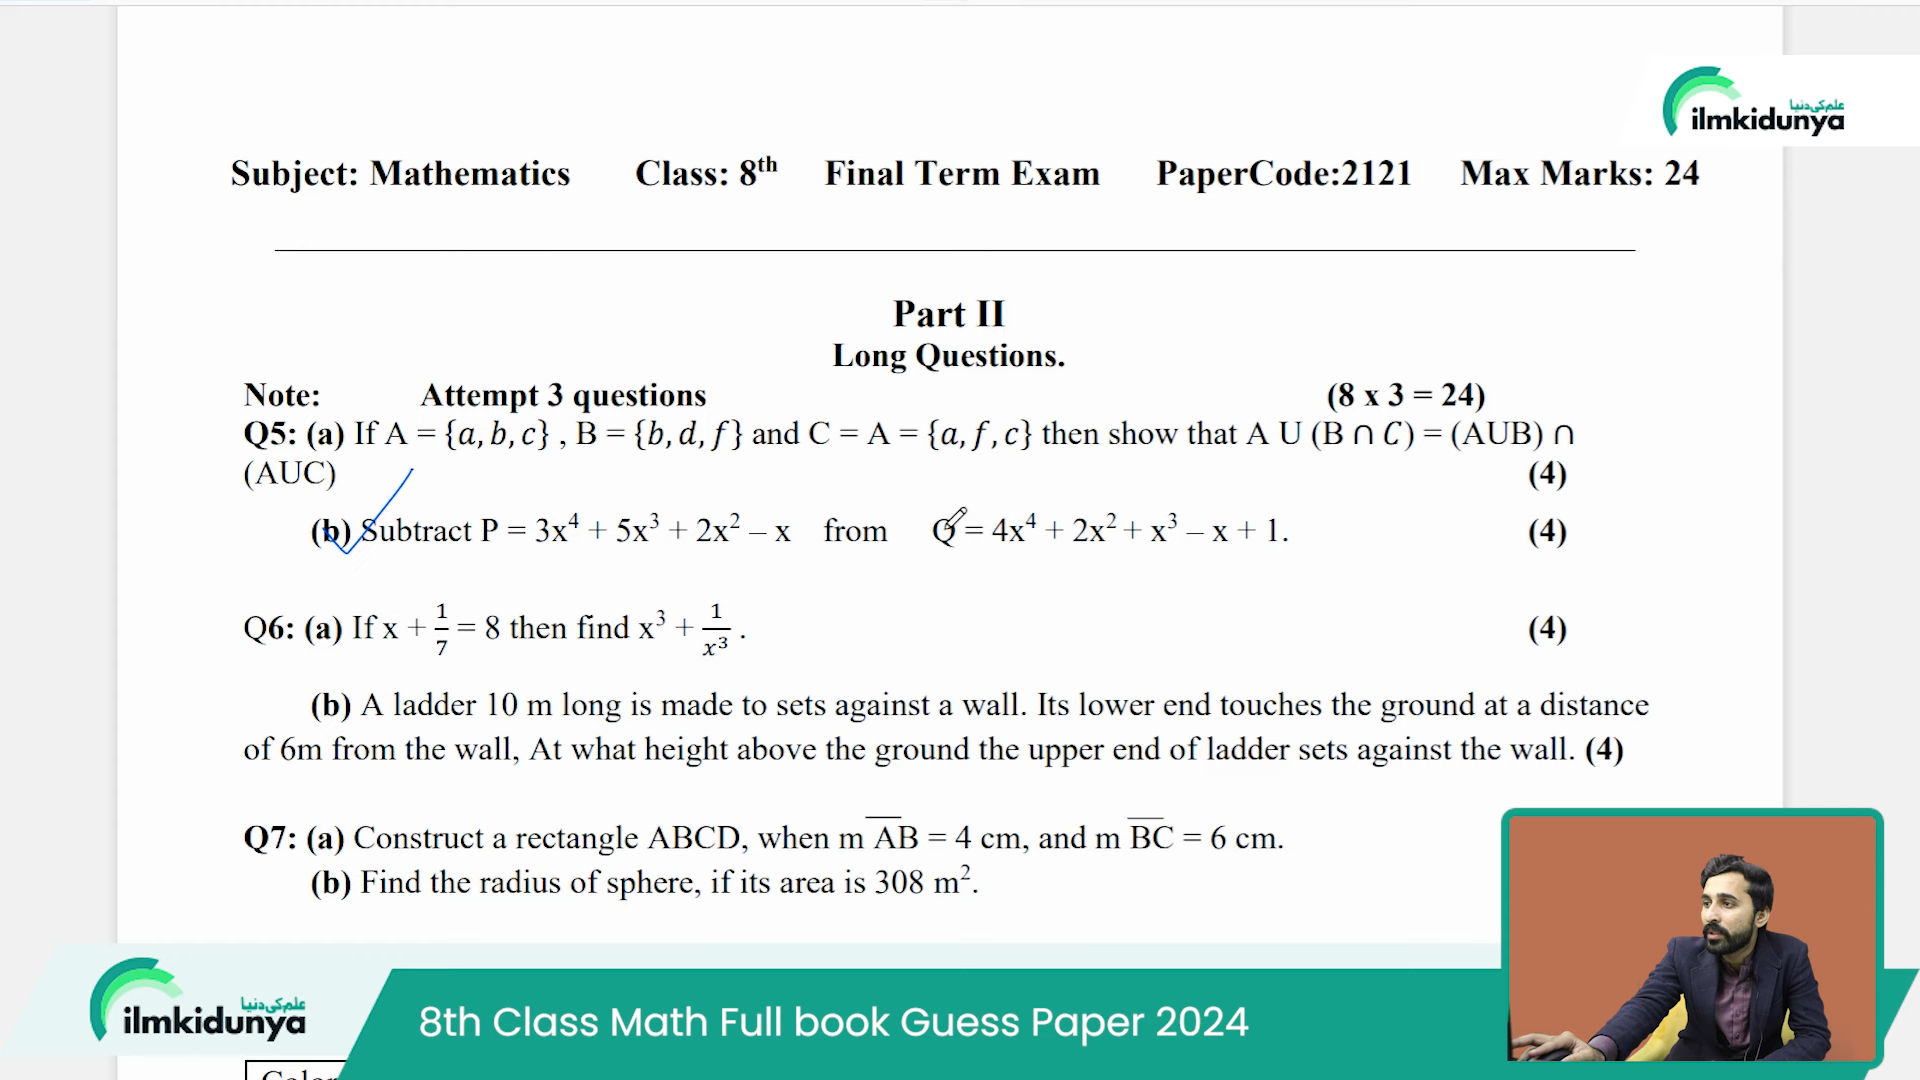 علم کی دنیا
ilmkidunya
Subject: Mathematics Class: 8th Final Term Exam PaperCode:2121 Max Marks: 24
Part II
Long Questions.
Note: Attempt 3 questions (8 x 3 = 24)
Q5: (a) If A = {a, b, c} , B = {b, d, f} and C = A = {a, f, c} then show that A U (B ∩ C) = (AUB) ∩
(AUC) (4)
(b) Subtract P = 3x⁴ + 5x³ + 2x² – x from Q = 4x⁴ + 2x² + x³ – x + 1. (4)
Q6: (a) If x + 1/7 = 8 then find x³ + 1/x³ . (4)
(b) A ladder 10 m long is made to sets against a wall. Its lower end touches the ground at a distance
of 6m from the wall, At what height above the ground the upper end of ladder sets against the wall. (4)
Q7: (a) Construct a rectangle ABCD, when m A̅B̅ = 4 cm, and m B̅C̅ = 6 cm.
(b) Find the radius of sphere, if its area is 308 m².
علم کی دنیا
ilmkidunya
8th Class Math Full book Guess Paper 2024